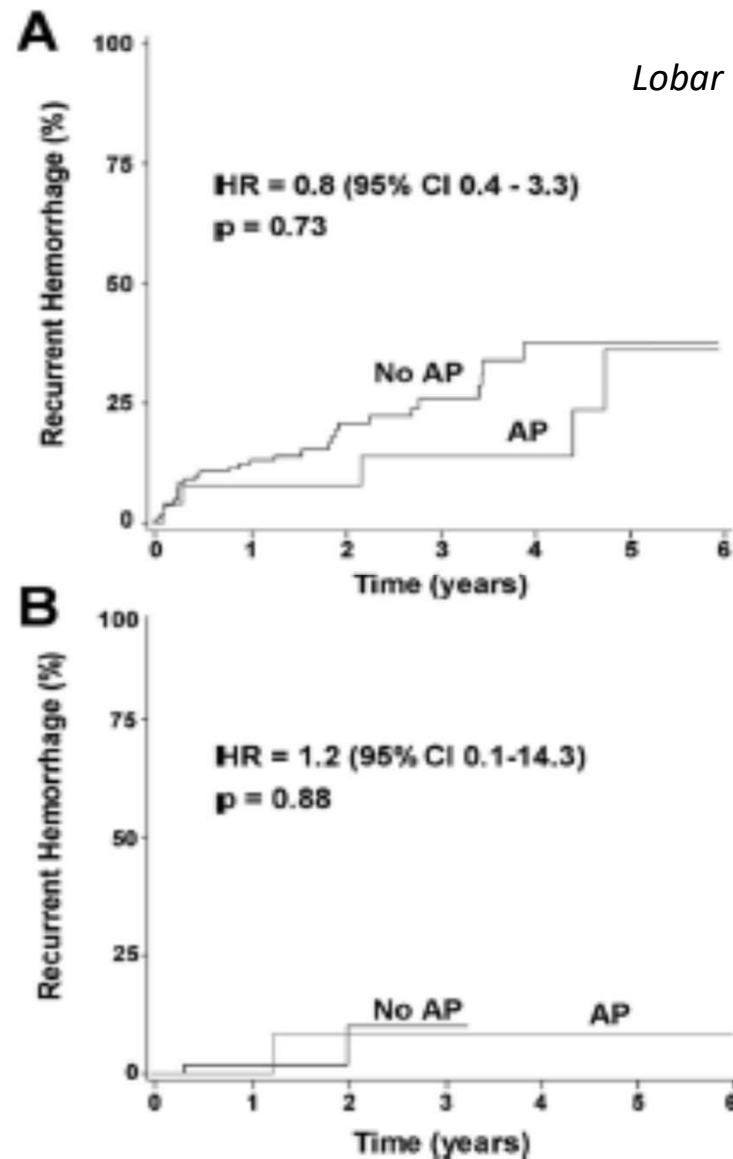 A
Lobar
Recurrent Hemorrhage (%)
100
75
50
25
0
HR = 0.8 (95% CI 0.4 - 3.3)
p = 0.73
No AP
AP
0 1 2 3 4 5 6
Time (years)
B
Recurrent Hemorrhage (%)
100
75
50
25
0
HR = 1.2 (95% CI 0.1-14.3)
p = 0.88
No AP
AP
0 1 2 3 4 5 6
Time (years)